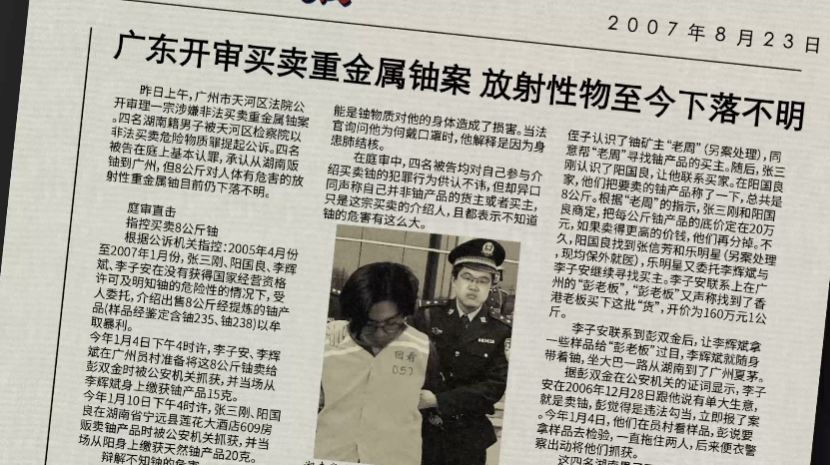 2007年8月23日
广东开审买卖重金属铀案 放射性物至今下落不明
昨日上午,广州市天河区法院公
开审理一宗涉嫌非法买卖重金属铀案
。四名湖南籍男子被天河区检察院以
非法买卖危险物质罪提起公诉。四名
被告在庭上基本认罪,承认从湖南贩
铀到广州,但8公斤对人体有危害的放
射性重金属铀目前仍下落不明。
庭审直击
指控买卖8公斤铀
根据公诉机关指控:2005年4月份
至2007年1月份,张三刚、阳国良、李辉
斌、李子安在没有获得国家经营资格
许可及明知铀的危险性的情况下,受
人委托,介绍出售8公斤经提炼的铀产
品(样品经鉴定含铀235、铀238)以牟
取暴利。
今年1月4日下午4时许,李子安、李辉
斌在广州员村准备将这8公斤铀卖给
彭双金时被公安机关抓获,并当场从
李辉斌身上缴获铀产品15克。
今年1月10日下午4时许,张三刚、阳国
良在湖南省宁远县莲花大酒店609房
贩卖铀产品时被公安机关抓获,并当
场从阳身上缴获天然铀产品20克。
辩解不知铀的危害
能是铀物质对他的身体造成了损害。当法
官询问他为何戴口罩时,他解释是因为身
患肺结核。
在庭审中,四名被告均对自己参与介
绍买卖铀的犯罪行为供认不讳,但却异口
同声称自己并非铀产品的货主或者买主,
只是这宗买卖的介绍人,且都表示不知道
铀的危害有这么大。
侄子认识了铀矿主“老周”(另案处理),同
意帮“老周”寻找铀产品的买主。随后,张三
刚认识了阳国良,让他联系买家。在阳国良
家,他们把要卖的铀产品称了一下,总共是
8公斤。根据“老周”的指示,张三刚和阳国
良商定,把每公斤铀产品的底价定在20万
元,如果卖得更高的价钱,他们再分掉。不
久,阳国良找到张信芳和乐明星(另案处理
,现均保外就医),乐明星又委托李辉斌与
李子安继续寻找买主。李子安联系上在广
州的“彭老板”,“彭老板”又声称找到了香
港老板买下这批“货”,开价为160万元1公
斤。
李子安联系到彭双金后,让李辉斌拿
一些样品给“彭老板”过目,李辉斌就随身
带着铀,坐大巴一路从湖南到了广州夏茅。
据彭双金在公安机关的证词显示,李子
安在2006年12月28日跟他说有单大生意,
就是卖铀,彭觉得是违法勾当,立即报了案
。今年1月4日,他们在员村看样品,彭说要
拿样品去检验,一直拖住两人,后来便衣警
察出动将他们抓获。